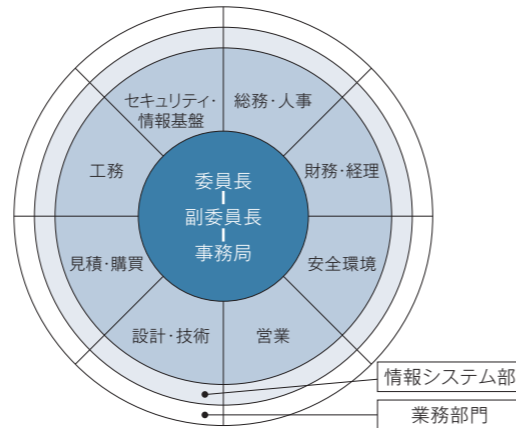 セキュリティ・
情報基盤
総務・人事
工務
財務・経理
委員長
副委員長
事務局
見積・購買
安全環境
設計・技術
営業
情報システム部
業務部門